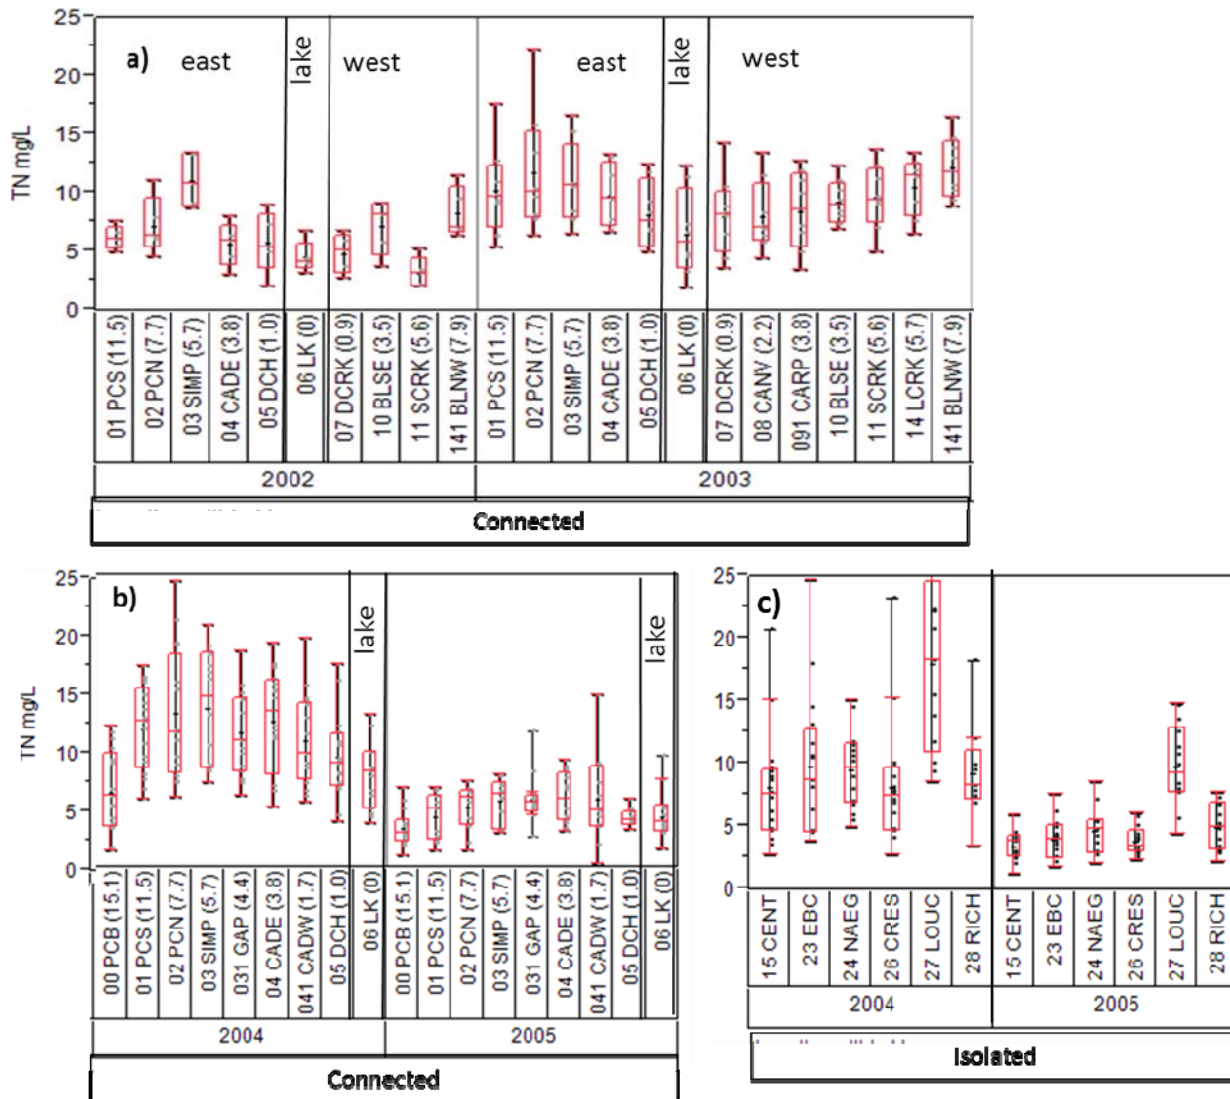 a)
east
lake
west
east
lake
west
TN mg/L
25
20
15
10
5
0
01 PCS (11.5)
02 PCN (7.7)
03 SIMP (5.7)
04 CADE (3.8)
05 DCH (1.0)
06 LK (0)
07 DCRK (0.9)
10 BLSE (3.5)
11 SCRK (5.6)
141 BLNW (7.9)
01 PCS (11.5)
02 PCN (7.7)
03 SIMP (5.7)
04 CADE (3.8)
05 DCH (1.0)
06 LK (0)
07 DCRK (0.9)
08 CANV (2.2)
091 CARP (3.8)
10 BLSE (3.5)
11 SCRK (5.6)
14 LCRK (5.7)
141 BLNW (7.9)
2002
2003
Connected
b)
lake
lake
TN mg/L
25
20
15
10
5
0
00 PCB (15.1)
01 PCS (11.5)
02 PCN (7.7)
03 SIMP (5.7)
031 GAP (4.4)
04 CADE (3.8)
041 CADW (1.7)
05 DCH (1.0)
06 LK (0)
00 PCB (15.1)
01 PCS (11.5)
02 PCN (7.7)
03 SIMP (5.7)
031 GAP (4.4)
04 CADE (3.8)
041 CADW (1.7)
05 DCH (1.0)
06 LK (0)
2004
2005
Connected
c)
25
20
15
10
5
0
15 CENT
23 EBC
24 NAEG
26 CRES
27 LOUC
28 RICH
15 CENT
23 EBC
24 NAEG
26 CRES
27 LOUC
28 RICH
2004
2005
Isolated